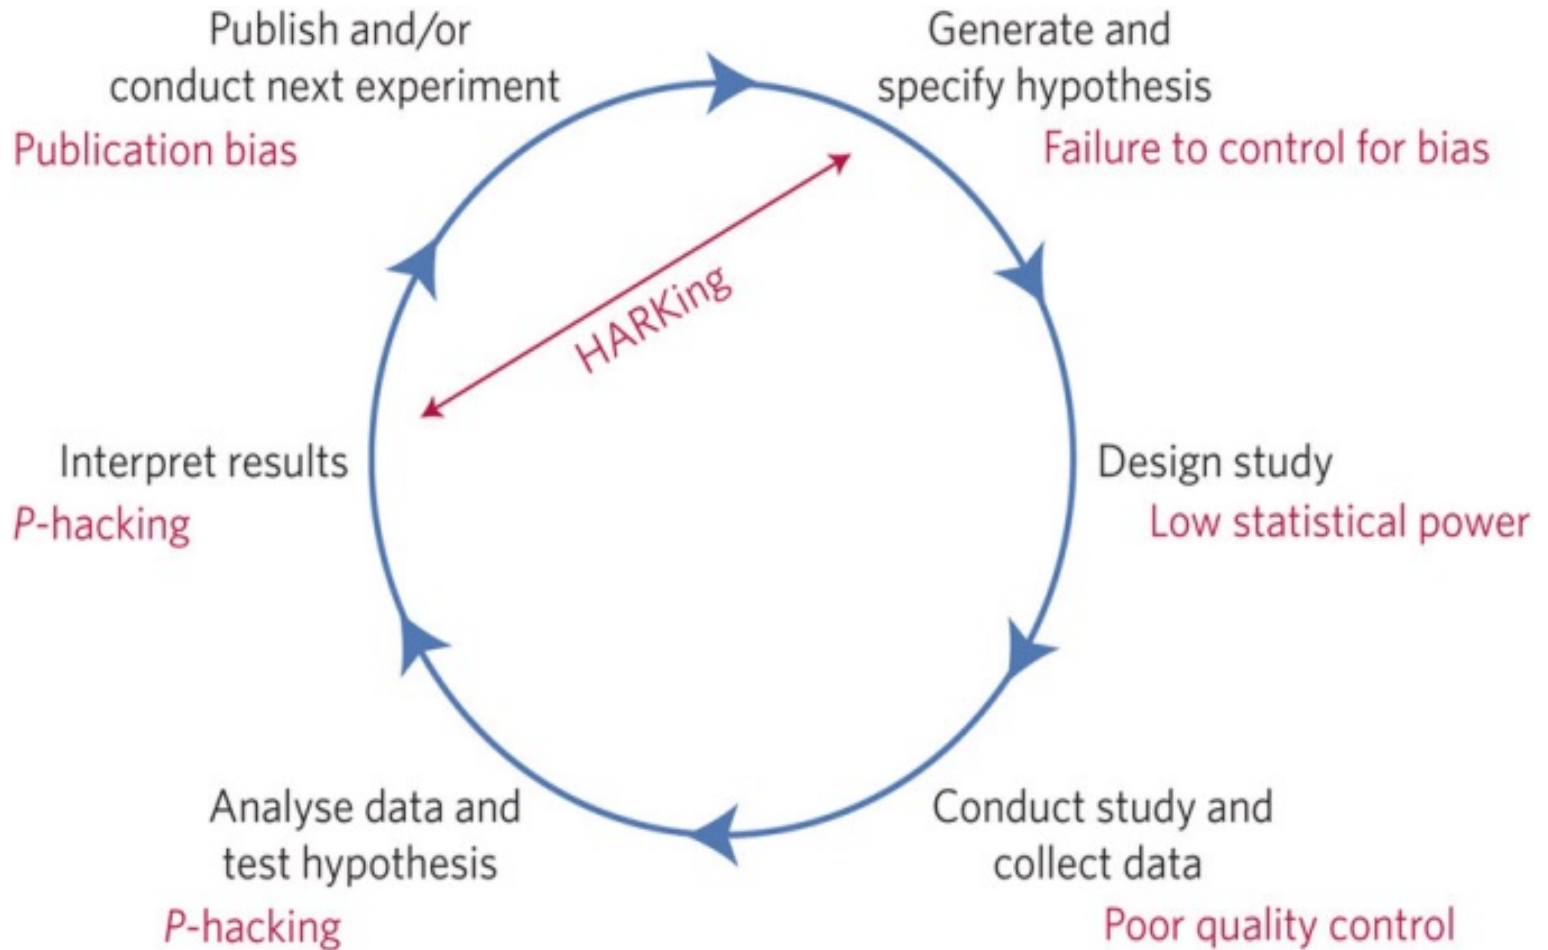 Publish and/or
conduct next experiment
Publication bias
Generate and
specify hypothesis
Failure to control for bias
HARKing
Interpret results
P-hacking
Design study
Low statistical power
Analyse data and
test hypothesis
P-hacking
Conduct study and
collect data
Poor quality control